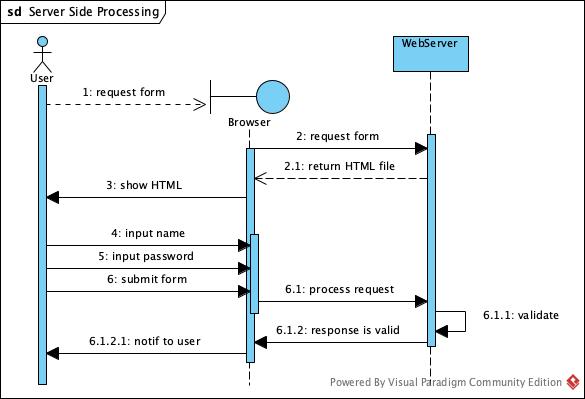 sd Server Side Processing
User
WebServer
1: request form
Browser
2: request form
2.1: return HTML file
3: show HTML
4: input name
5: input password
6: submit form
6.1: process request
6.1.1: validate
6.1.2: response is valid
6.1.2.1: notif to user
Powered By Visual Paradigm Community Edition